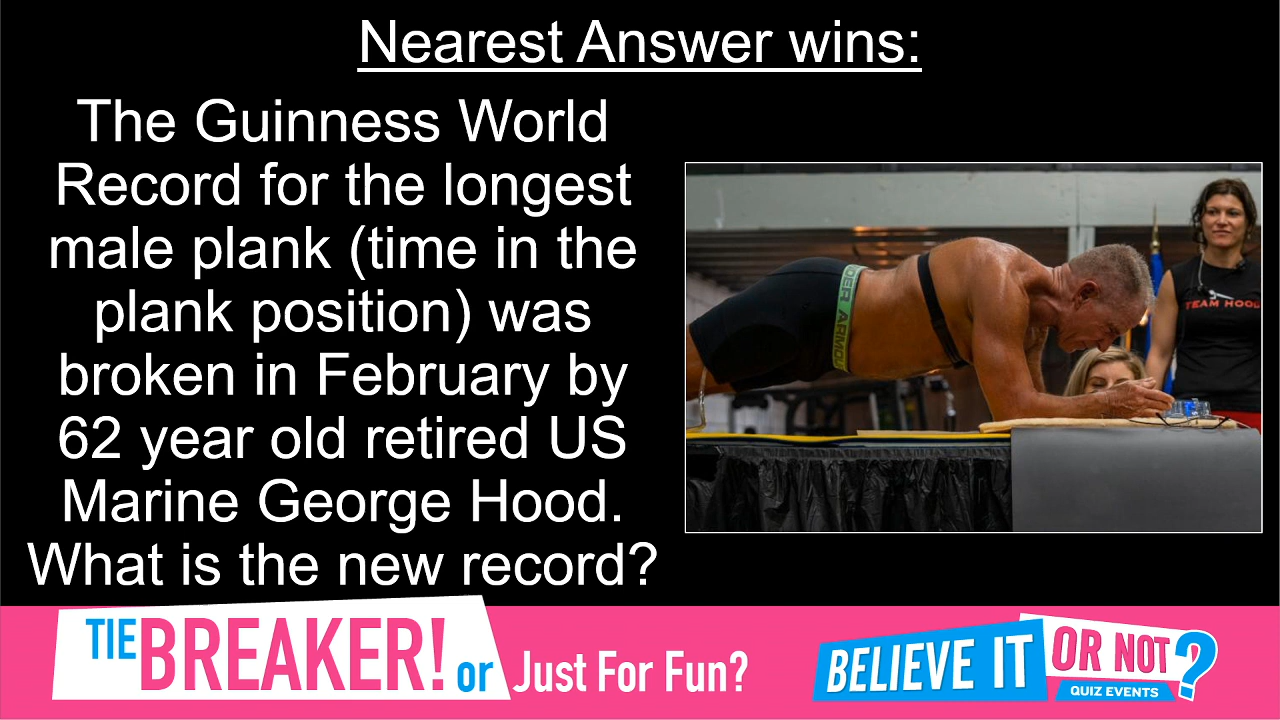 Nearest Answer wins:
The Guinness World
Record for the longest
male plank (time in the
plank position) was
broken in February by
62 year old retired US
Marine George Hood.
What is the new record?
TEAM HOOD
TIE BREAKER! or Just For Fun?
BELIEVE IT OR NOT?
QUIZ EVENTS